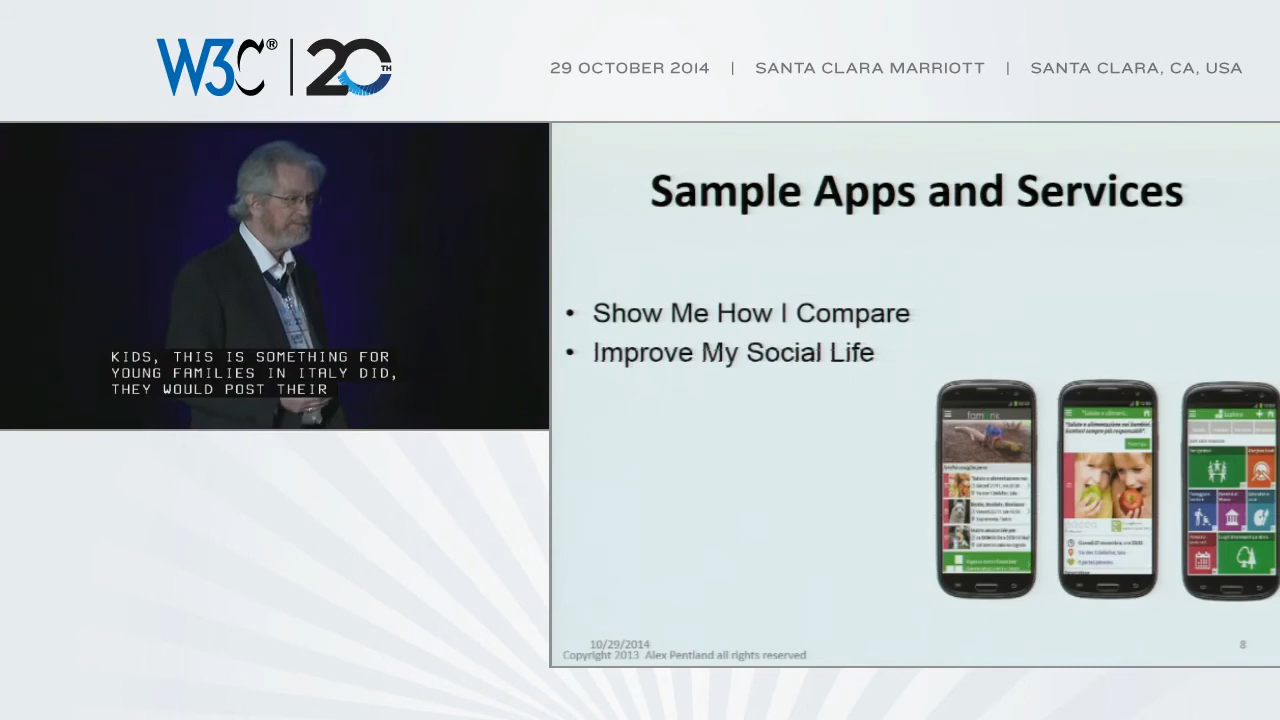 W3C® | 20TH
29 OCTOBER 2014 | SANTA CLARA MARRIOTT | SANTA CLARA, CA, USA
KIDS, THIS IS SOMETHING FOR
YOUNG FAMILIES IN ITALY DID,
THEY WOULD POST THEIR
Sample Apps and Services
• Show Me How I Compare
• Improve My Social Life
10/29/2014
8
Copyright 2013 Alex Pentland all rights reserved